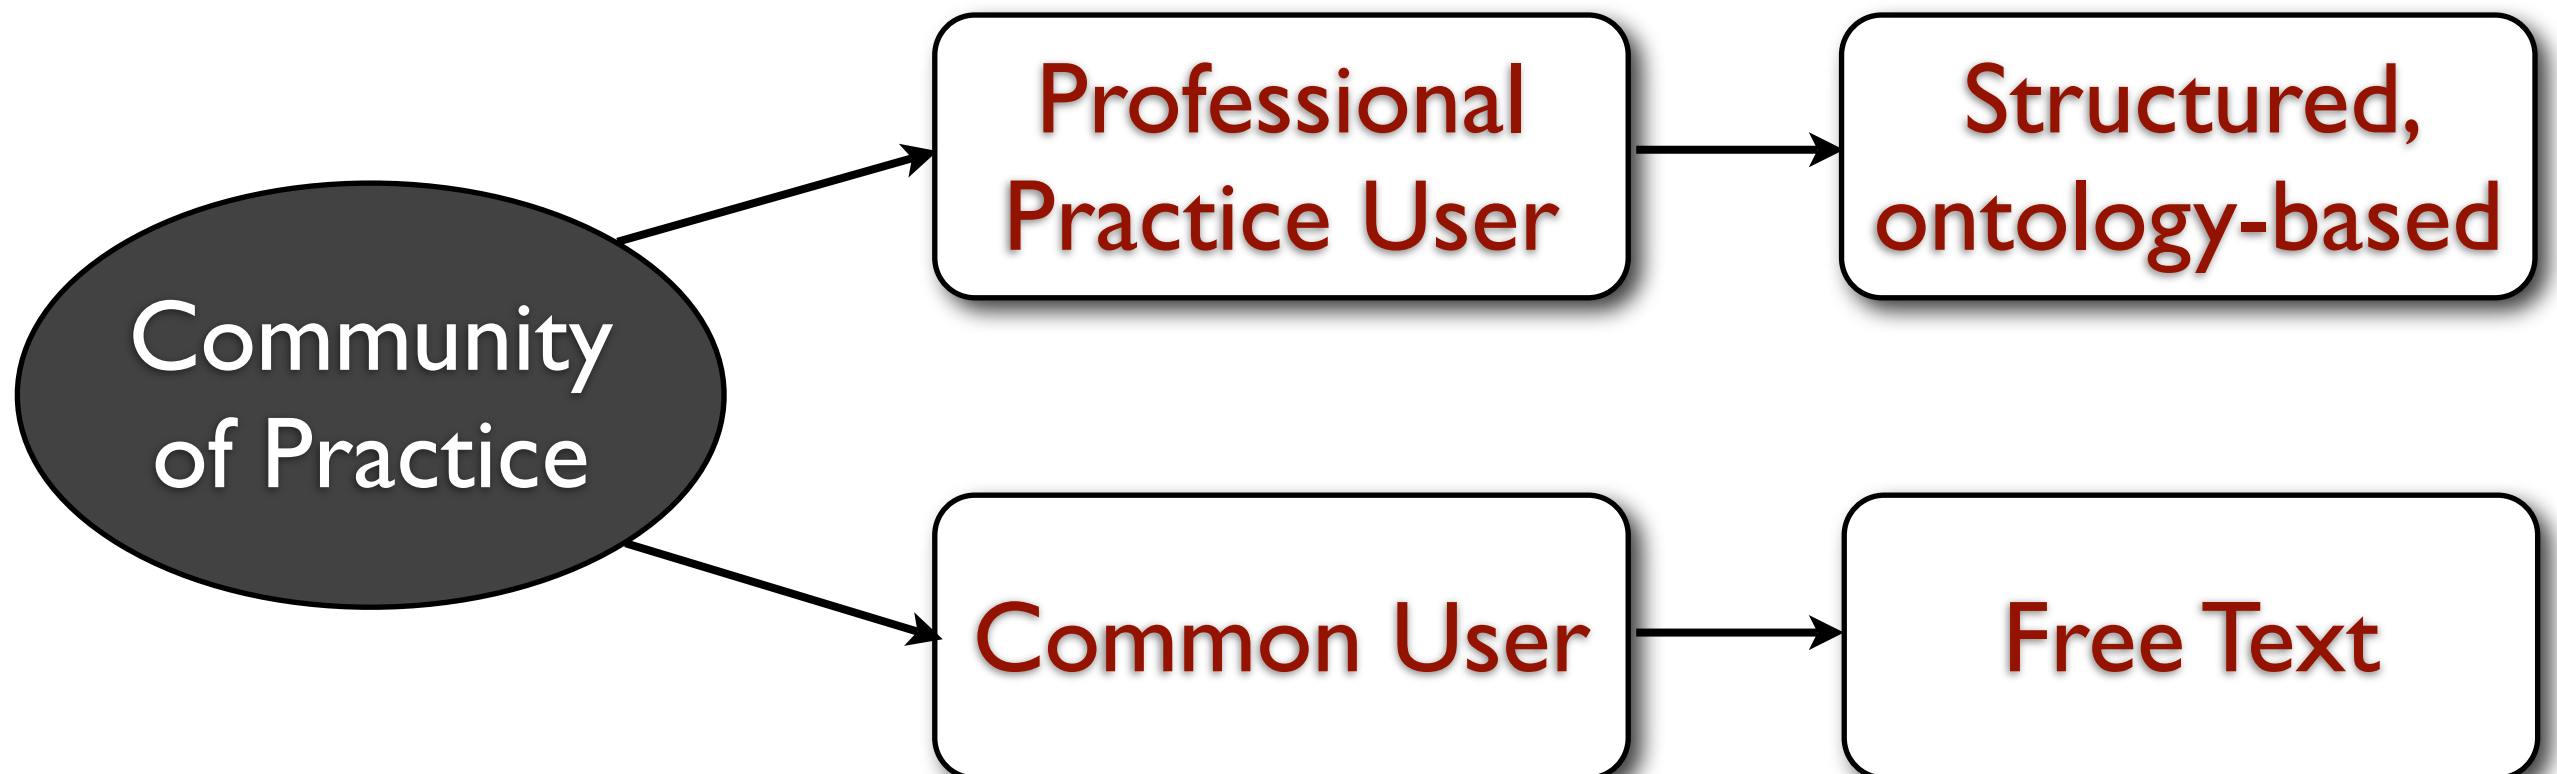 Community
of Practice
Professional
Practice User
Structured,
ontology-based
Common User
Free Text